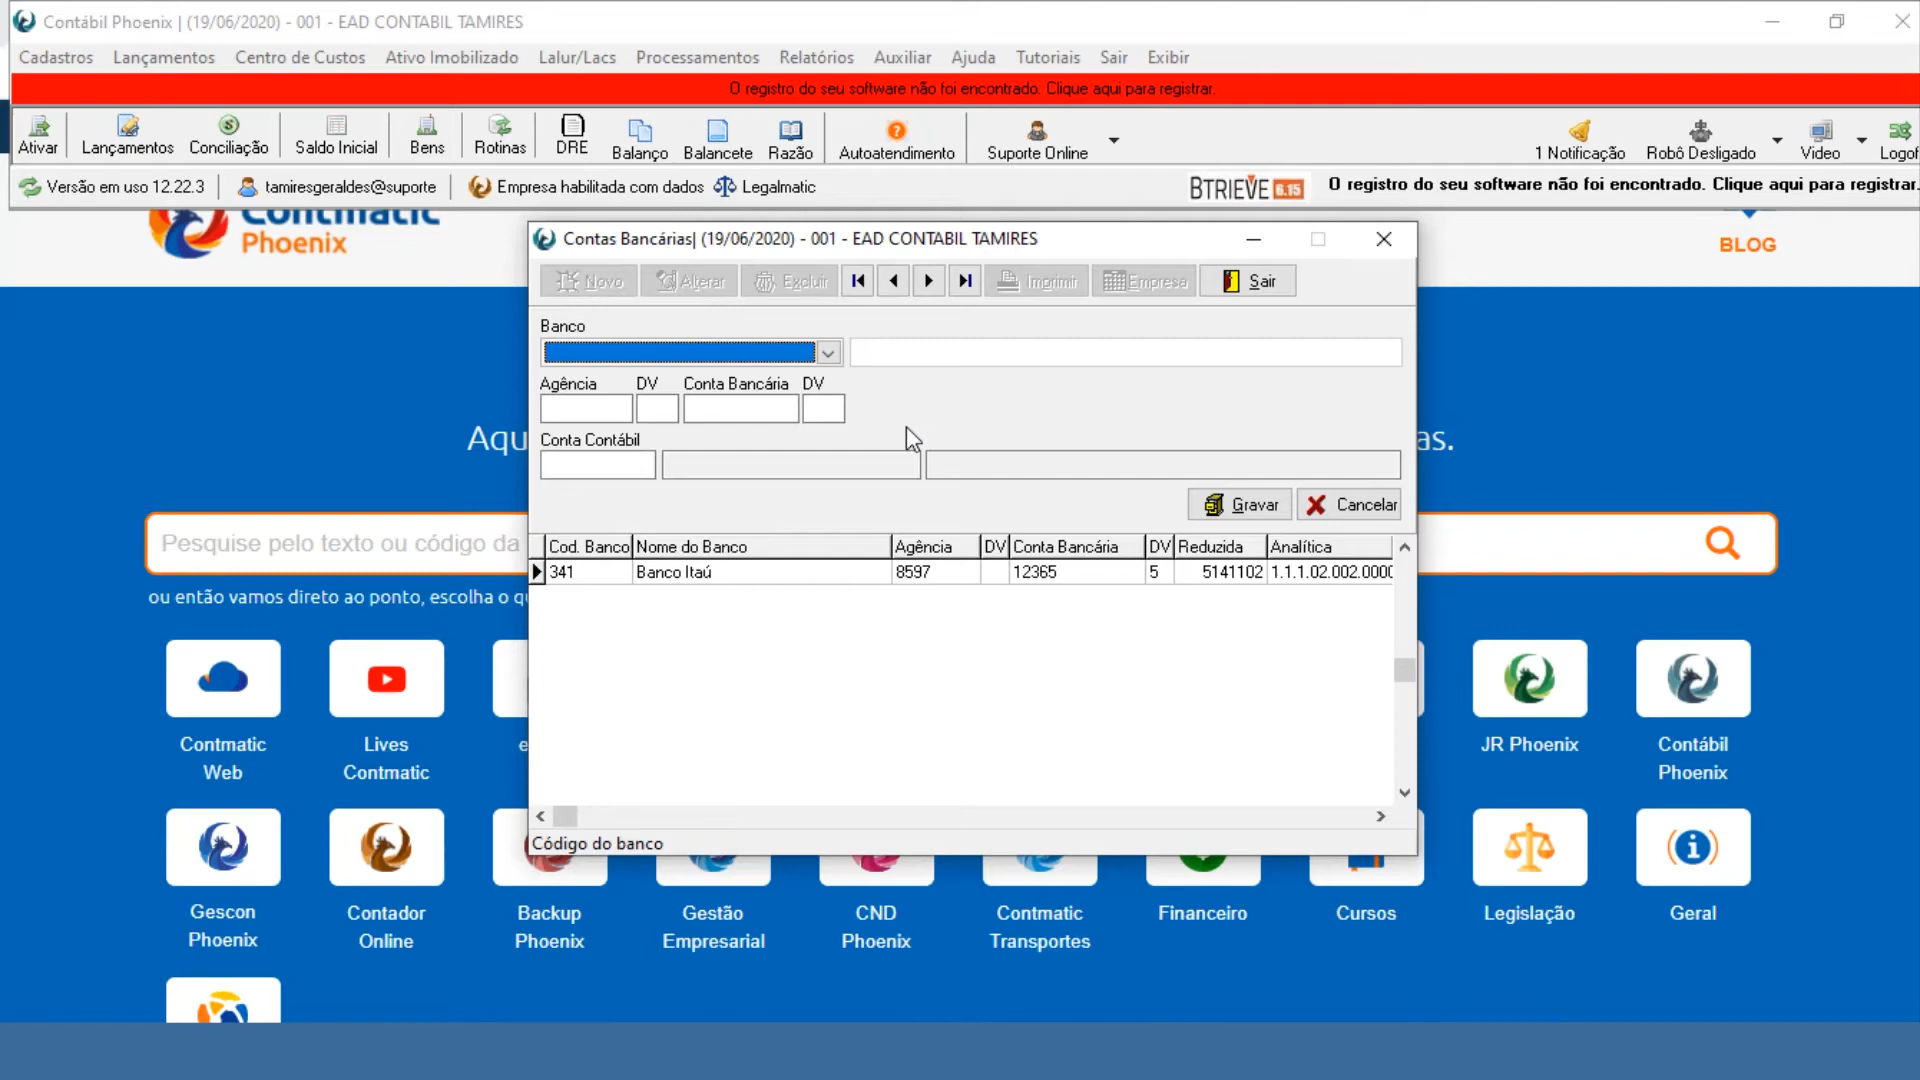 Contábil Phoenix | (19/06/2020) - 001 - EAD CONTABIL TAMIRES
Cadastros Lançamentos Centro de Custos Ativo Imobilizado Lalur/Lacs Processamentos Relatórios Auxiliar Ajuda Tutoriais Sair Exibir
O registro do seu software não foi encontrado. Clique aqui para registrar.
Ativar Lançamentos Conciliação Saldo Inicial Bens Rotinas DRE Balanço Balancete Razão Autoatendimento Suporte Online 1 Notificação Robô Desligado Video Logof
Versão em uso 12.22.3 tamiresgeraldes@suporte Empresa habilitada com dados Legalmatic BTRIEVE 6.15 O registro do seu software não foi encontrado. Clique aqui para registrar.
Contmatic
Phoenix
BLOG
Contas Bancárias| (19/06/2020) - 001 - EAD CONTABIL TAMIRES
Novo Alterar Excluir Imprimir Empresa Sair
Banco
Agência DV Conta Bancária DV
Aqu
as.
Conta Contábil
Gravar Cancelar
Pesquise pelo texto ou código da
Cod. Banco Nome do Banco Agência DV Conta Bancária DV Reduzida Analítica
341 Banco Itaú 8597 12365 5 5141102 1.1.1.02.002.0000
ou então vamos direto ao ponto, escolha o qu
Contmatic
Web
Lives
Contmatic
e
JR Phoenix
Contábil
Phoenix
Código do banco
Gescon
Phoenix
Contador
Online
Backup
Phoenix
Gestão
Empresarial
CND
Phoenix
Contmatic
Transportes
Financeiro
Cursos
Legislação
Geral